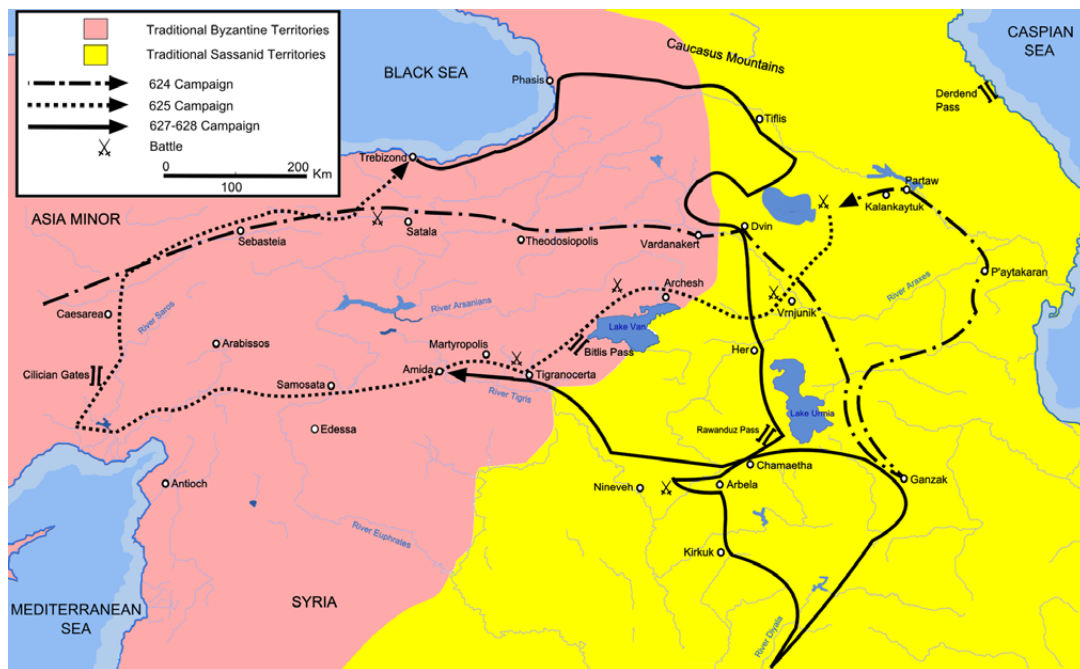 Traditional Byzantine Territories
Traditional Sassanid Territories
624 Campaign
625 Campaign
627-628 Campaign
Battle
0
200
Km
100
BLACK SEA
Caucasus Mountains
CASPIAN
SEA
Derdend
Pass
Phasis
Tiflis
Trebizond
Partaw
Kalankaytuk
ASIA MINOR
Sebasteia
Satala
Theodosiopolis
Vardanakert
Dvin
P'aytakaran
River Araxes
Caesarea
River Saros
River Arsanians
Archesh
Vrnjunik
Lake Van
Arabissos
Martyropolis
Bitlis Pass
Her
Cilician Gates
Samosata
Amida
Tigranocerta
River Tigris
Lake Urmia
Edessa
Rawanduz Pass
Chamaetha
Antioch
Nineveh
Arbela
Ganzak
River Euphrates
Kirkuk
MEDITERRANEAN
SEA
SYRIA
River Diyala